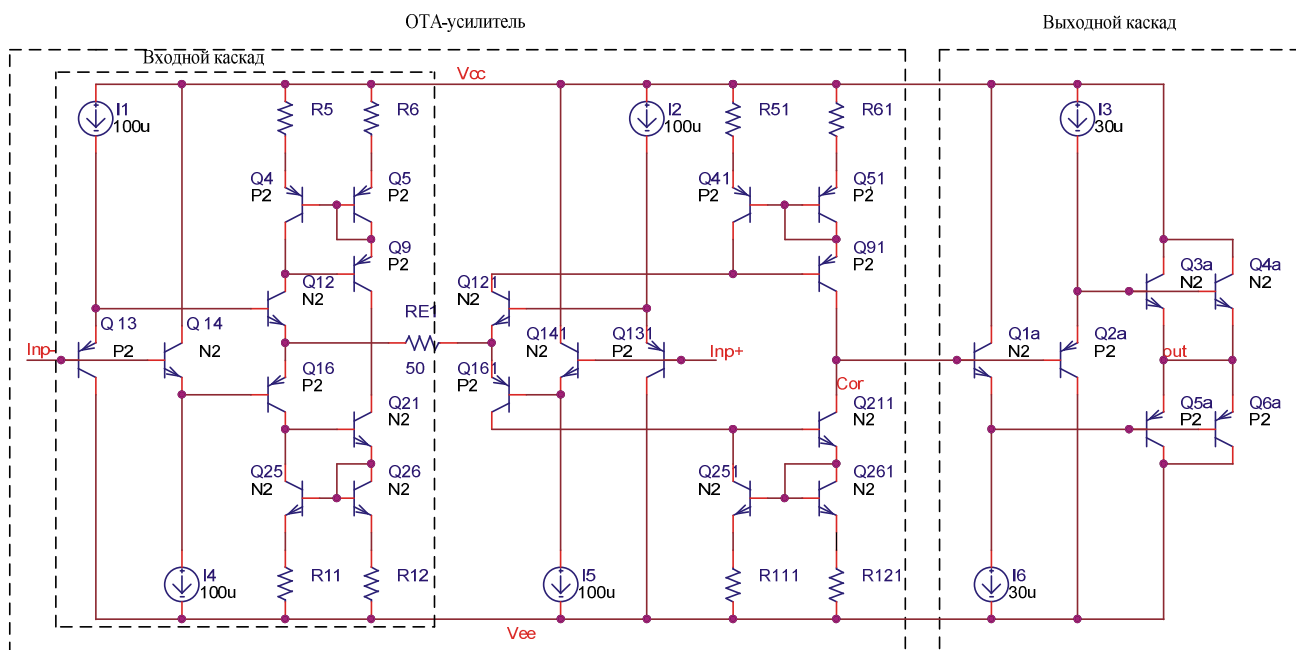 ОТА-усилитель
Выходной каскад
Входной каскад
Vcc
I1
100u
R5
R6
I2
100u
R51
R61
I3
30u
Q4
P2
Q5
P2
Q41
P2
Q51
P2
Q9
P2
Q91
P2
Q12
N2
Q121
N2
Q3a
N2
Q4a
N2
Q13
P2
Q14
N2
RE1
50
Q141
N2
Q131
P2
Inp-
Inp+
Q1a
N2
Q2a
P2
out
Q16
P2
Q161
P2
Cor
Q21
N2
Q211
N2
Q5a
P2
Q6a
P2
Q25
N2
Q26
N2
Q251
N2
Q261
N2
I4
100u
R11
R12
I5
100u
R111
R121
I6
30u
Vee